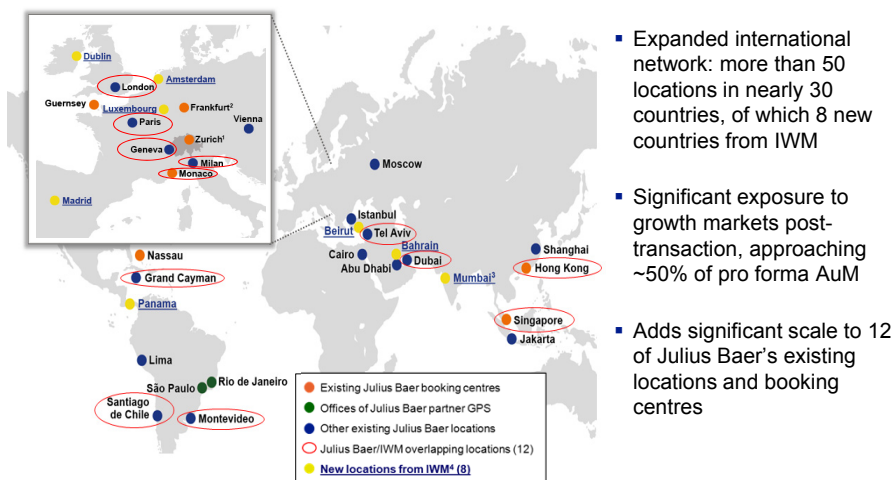 Dublin
Amsterdam
London
Guernsey
Luxembourg
Frankfurt²
Vienna
Paris
Zurich¹
Geneva
Milan
Monaco
Madrid
Moscow
Istanbul
Beirut
Tel Aviv
Bahrain
Cairo
Dubai
Abu Dhabi
Mumbai³
Shanghai
Hong Kong
Singapore
Jakarta
Nassau
Grand Cayman
Panama
Lima
Rio de Janeiro
São Paulo
Santiago
de Chile
Montevideo
Existing Julius Baer booking centres
Offices of Julius Baer partner GPS
Other existing Julius Baer locations
Julius Baer/IWM overlapping locations (12)
New locations from IWM⁴ (8)
▪ Expanded international
network: more than 50
locations in nearly 30
countries, of which 8 new
countries from IWM
▪ Significant exposure to
growth markets post-
transaction, approaching
~50% of pro forma AuM
▪ Adds significant scale to 12
of Julius Baer's existing
locations and booking
centres